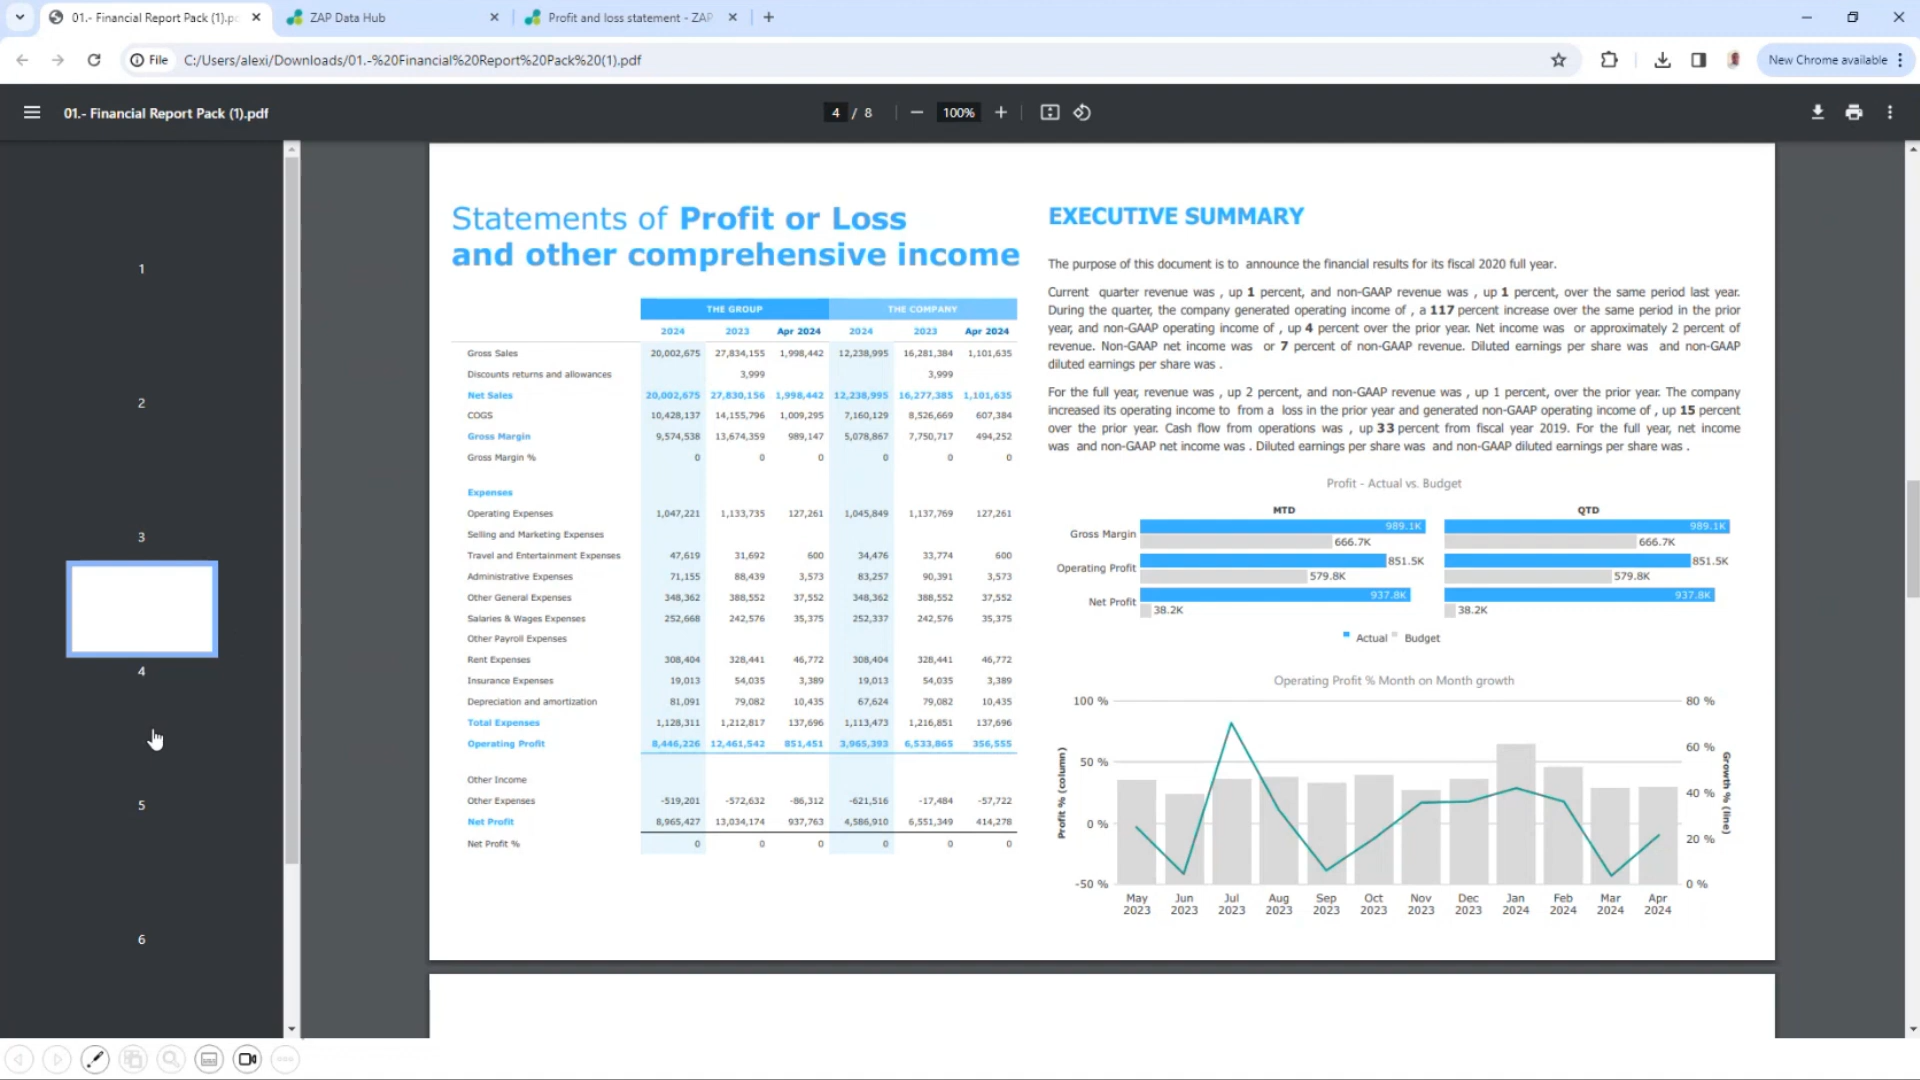 01.- Financial Report Pack (1).p
ZAP Data Hub
Profit and loss statement - ZAP
File
C:/Users/alexi/Downloads/01.-%20Financial%20Report%20Pack%20(1).pdf
New Chrome available
01.- Financial Report Pack (1).pdf
4 / 8
100%
1
2
3
4
5
6
Statements of Profit or Loss
and other comprehensive income
THE GROUP THE COMPANY
2024 2023 Apr 2024 2024 2023 Apr 2024
Gross Sales 20,002,675 27,834,155 1,998,442 12,238,995 16,281,384 1,101,635
Discounts returns and allowances 3,999 3,999
Net Sales 20,002,675 27,830,156 1,998,442 12,238,995 16,277,385 1,101,635
COGS 10,428,137 14,155,796 1,009,295 7,160,129 8,526,669 607,384
Gross Margin 9,574,538 13,674,359 989,147 5,078,867 7,750,717 494,252
Gross Margin % 0 0 0 0 0 0
Expenses
Operating Expenses 1,047,221 1,133,735 127,261 1,045,849 1,137,769 127,261
Selling and Marketing Expenses
Travel and Entertainment Expenses 47,619 31,692 600 34,476 33,774 600
Administrative Expenses 71,155 88,439 3,573 83,257 90,391 3,573
Other General Expenses 348,362 388,552 37,552 348,362 388,552 37,552
Salaries & Wages Expenses 252,668 242,576 35,375 252,337 242,576 35,375
Other Payroll Expenses
Rent Expenses 308,404 328,441 46,772 308,404 328,441 46,772
Insurance Expenses 19,013 54,035 3,389 19,013 54,035 3,389
Depreciation and amortization 81,091 79,082 10,435 67,624 79,082 10,435
Total Expenses 1,128,311 1,212,817 137,696 1,113,473 1,216,851 137,696
Operating Profit 8,446,226 12,461,542 851,451 3,965,393 6,533,865 356,555
Other Income
Other Expenses -519,201 -572,632 -86,312 -621,516 -17,484 -57,722
Net Profit 8,965,427 13,034,174 937,763 4,586,910 6,551,349 414,278
Net Profit % 0 0 0 0 0 0
EXECUTIVE SUMMARY
The purpose of this document is to announce the financial results for its fiscal 2020 full year.
Current quarter revenue was , up 1 percent, and non-GAAP revenue was , up 1 percent, over the same period last year.
During the quarter, the company generated operating income of , a 117 percent increase over the same period in the prior
year, and non-GAAP operating income of , up 4 percent over the prior year. Net income was or approximately 2 percent of
revenue. Non-GAAP net income was or 7 percent of non-GAAP revenue. Diluted earnings per share was and non-GAAP
diluted earnings per share was .
For the full year, revenue was , up 2 percent, and non-GAAP revenue was , up 1 percent, over the prior year. The company
increased its operating income to from a loss in the prior year and generated non-GAAP operating income of , up 15 percent
over the prior year. Cash flow from operations was , up 33 percent from fiscal year 2019. For the full year, net income
was and non-GAAP net income was . Diluted earnings per share was and non-GAAP diluted earnings per share was .
Profit - Actual vs. Budget
MTD QTD
Gross Margin 989.1K 989.1K
666.7K 666.7K
Operating Profit 851.5K 851.5K
579.8K 579.8K
Net Profit 937.8K 937.8K
38.2K 38.2K
Actual Budget
Operating Profit % Month on Month growth
100 % 80 %
60 %
50 %
40 %
0 %
20 %
-50 % 0 %
Profit % (column)
Growth % (line)
May Jun Jul Aug Sep Oct Nov Dec Jan Feb Mar Apr
2023 2023 2023 2023 2023 2023 2023 2023 2024 2024 2024 2024